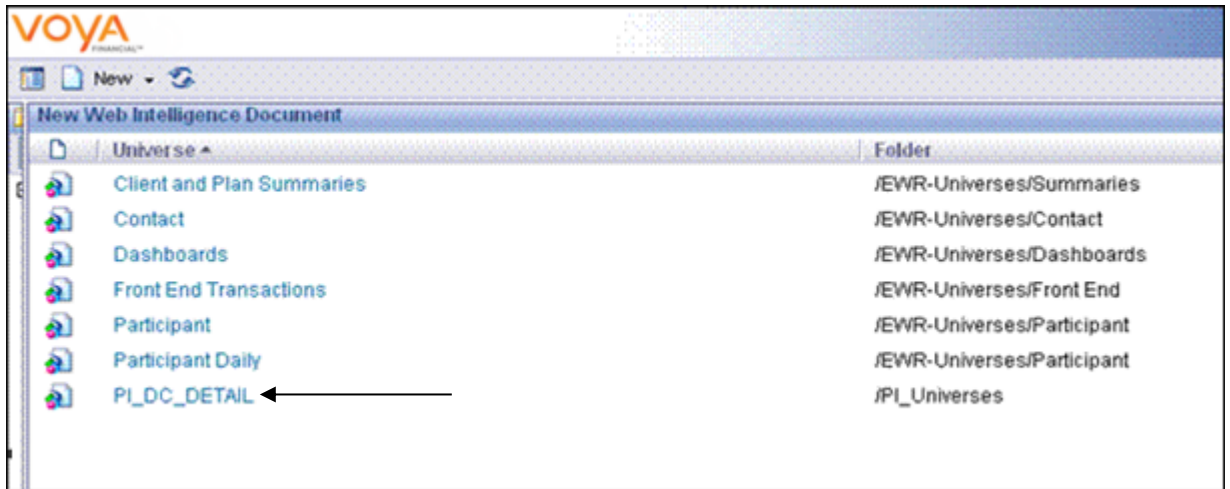 VOYA
FINANCIAL™
New
New Web Intelligence Document
Universe Folder
Client and Plan Summaries /EWR-Universes/Summaries
Contact /EWR-Universes/Contact
Dashboards /EWR-Universes/Dashboards
Front End Transactions /EWR-Universes/Front End
Participant /EWR-Universes/Participant
Participant Daily /EWR-Universes/Participant
PI_DC_DETAIL /PI_Universes